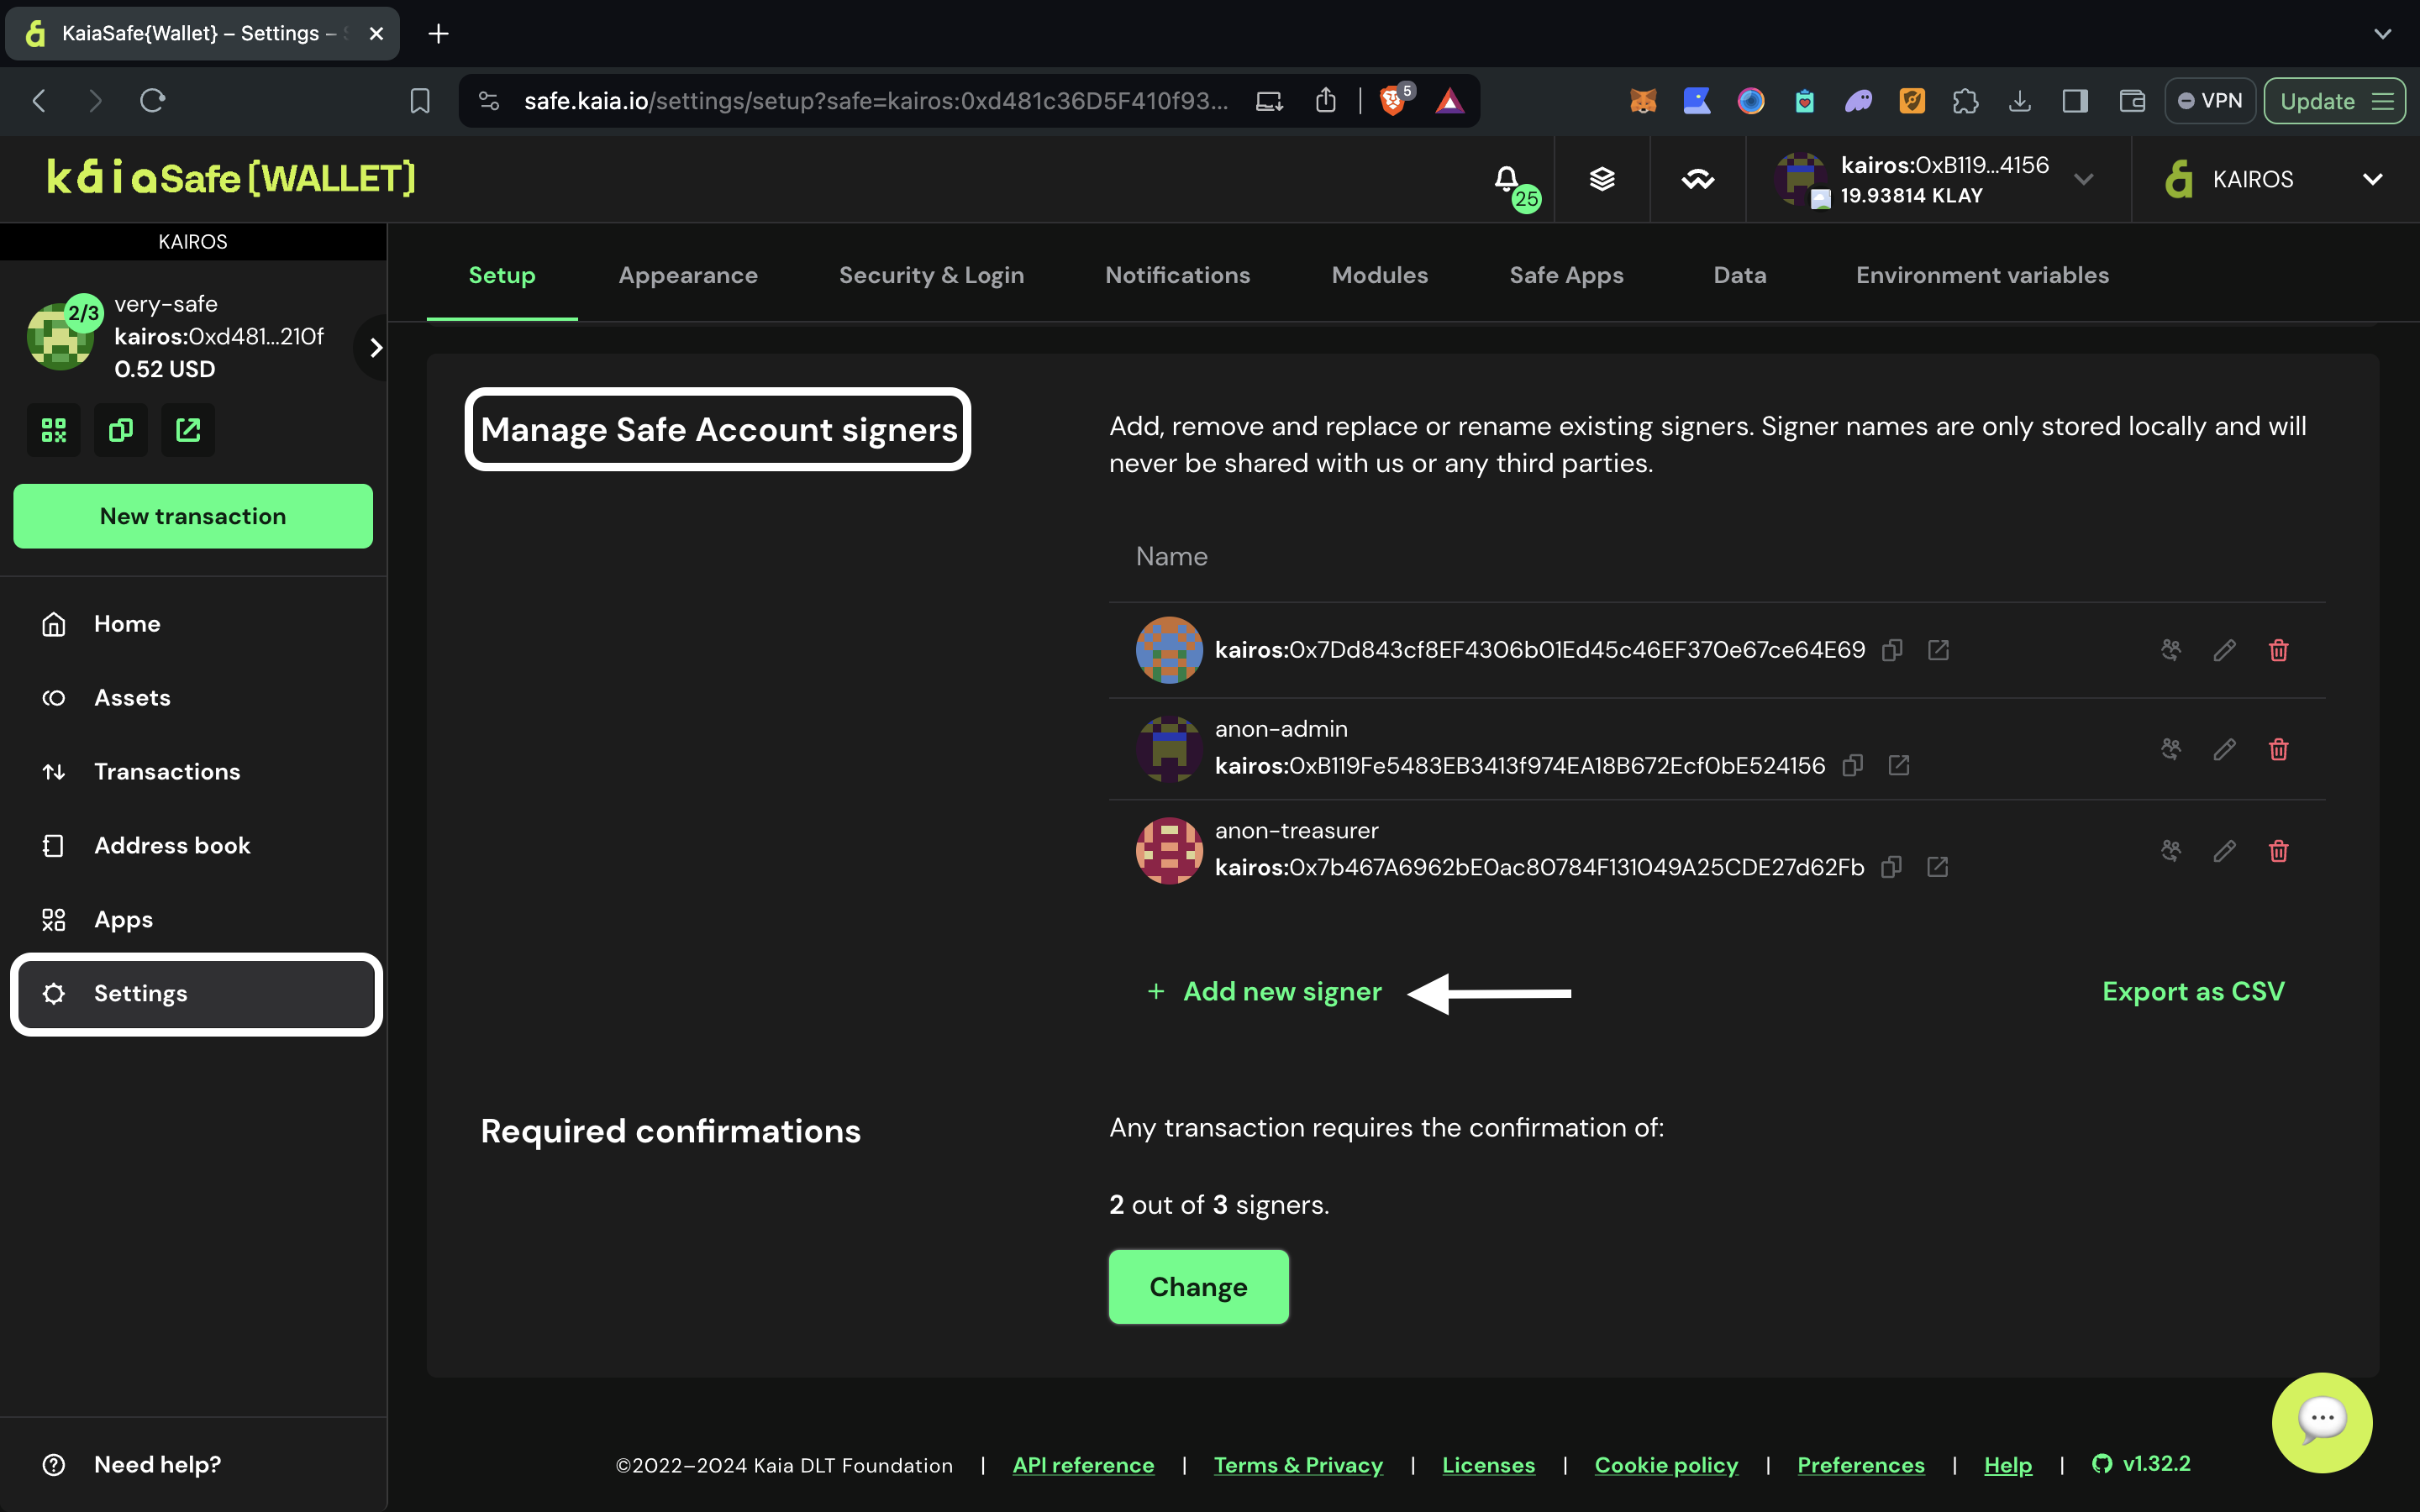 KaiaSafe{Wallet} – Settings –
safe.kaia.io/settings/setup?safe=kairos:0xd481c36D5F410f93...
5
VPN
Update
kaiaSafe{WALLET}
25
kairos:0xB119...4156
19.93814 KLAY
KAIROS
KAIROS
2/3
very-safe
kairos:0xd481...210f
0.52 USD
New transaction
Home
Assets
Transactions
Address book
Apps
Settings
Need help?
Setup
Appearance
Security & Login
Notifications
Modules
Safe Apps
Data
Environment variables
Manage Safe Account signers
Add, remove and replace or rename existing signers. Signer names are only stored locally and will
never be shared with us or any third parties.
Name
kairos:0x7Dd843cf8EF4306b01Ed45c46EF370e67ce64E69
anon-admin
kairos:0xB119Fe5483EB3413f974EA18B672Ecf0bE524156
anon-treasurer
kairos:0x7b467A6962bE0ac80784F131049A25CDE27d62Fb
+ Add new signer
Export as CSV
Required confirmations
Any transaction requires the confirmation of:
2 out of 3 signers.
Change
©2022–2024 Kaia DLT Foundation | API reference | Terms & Privacy | Licenses | Cookie policy | Preferences | Help | v1.32.2